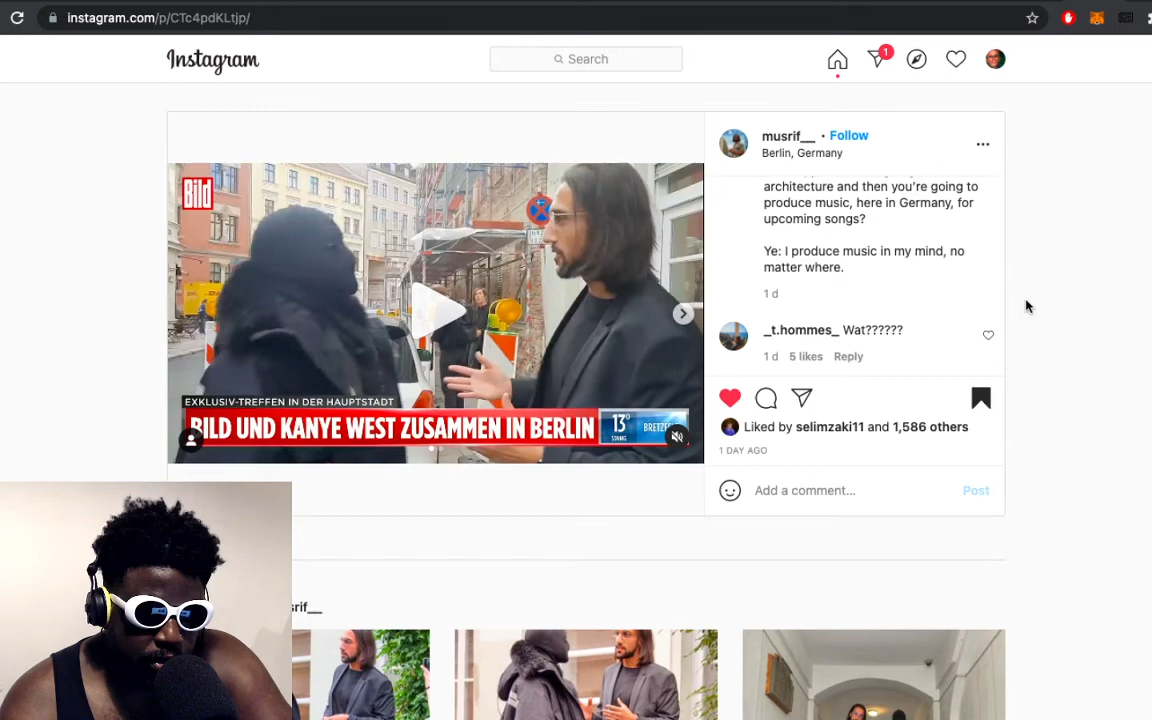 instagram.com/p/CTc4pdKLtjp/
Instagram
Search
1
musrif__ • Follow
Berlin, Germany
architecture and then you're going to
produce music, here in Germany, for
upcoming songs?
Ye: I produce music in my mind, no
matter where.
1 d
_t.hommes_ Wat??????
1 d 5 likes Reply
Liked by selimzaki11 and 1,586 others
1 DAY AGO
Add a comment... Post
Bild
EXKLUSIV-TREFFEN IN DER HAUPTSTADT
BILD UND KANYE WEST ZUSAMMEN IN BERLIN
13°
SONNIG
srif__